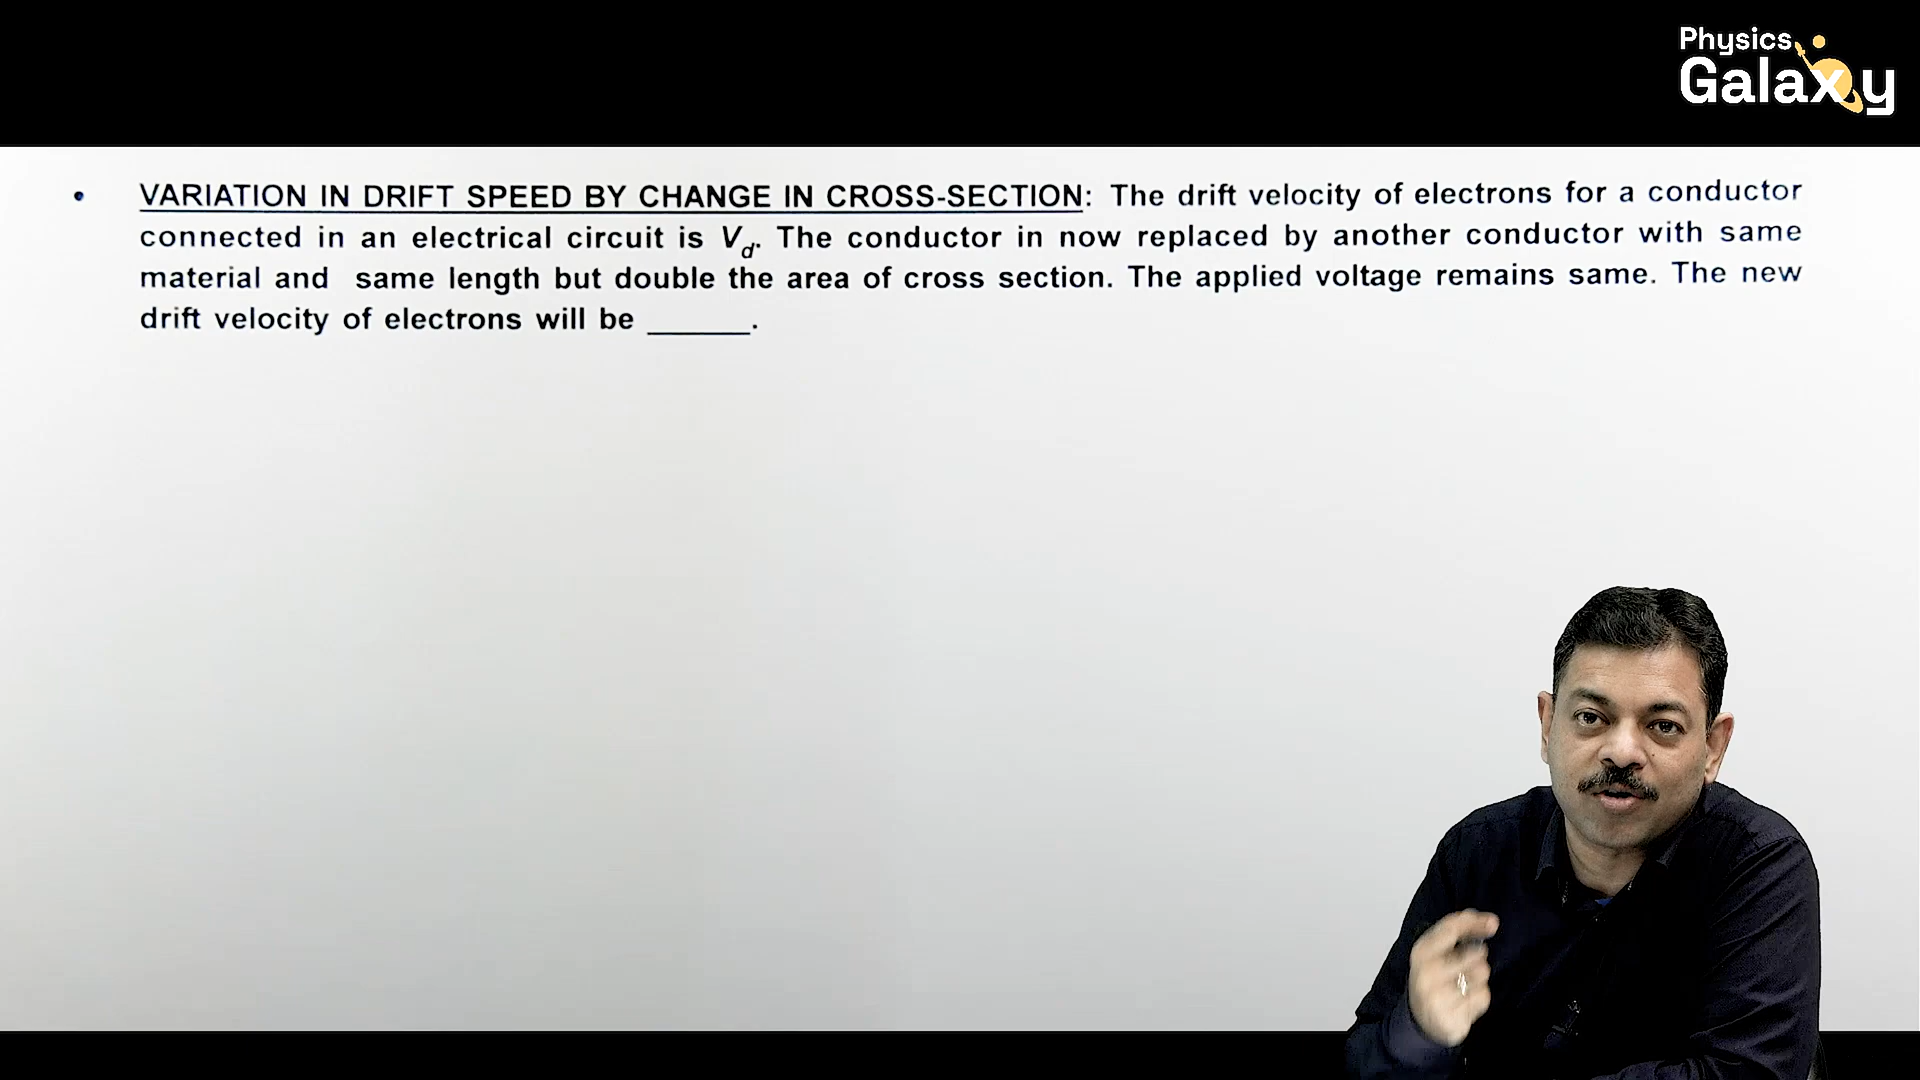 Physics
Galaxy
• VARIATION IN DRIFT SPEED BY CHANGE IN CROSS-SECTION: The drift velocity of electrons for a conductor
connected in an electrical circuit is Vd. The conductor in now replaced by another conductor with same
material and same length but double the area of cross section. The applied voltage remains same. The new
drift velocity of electrons will be ______.